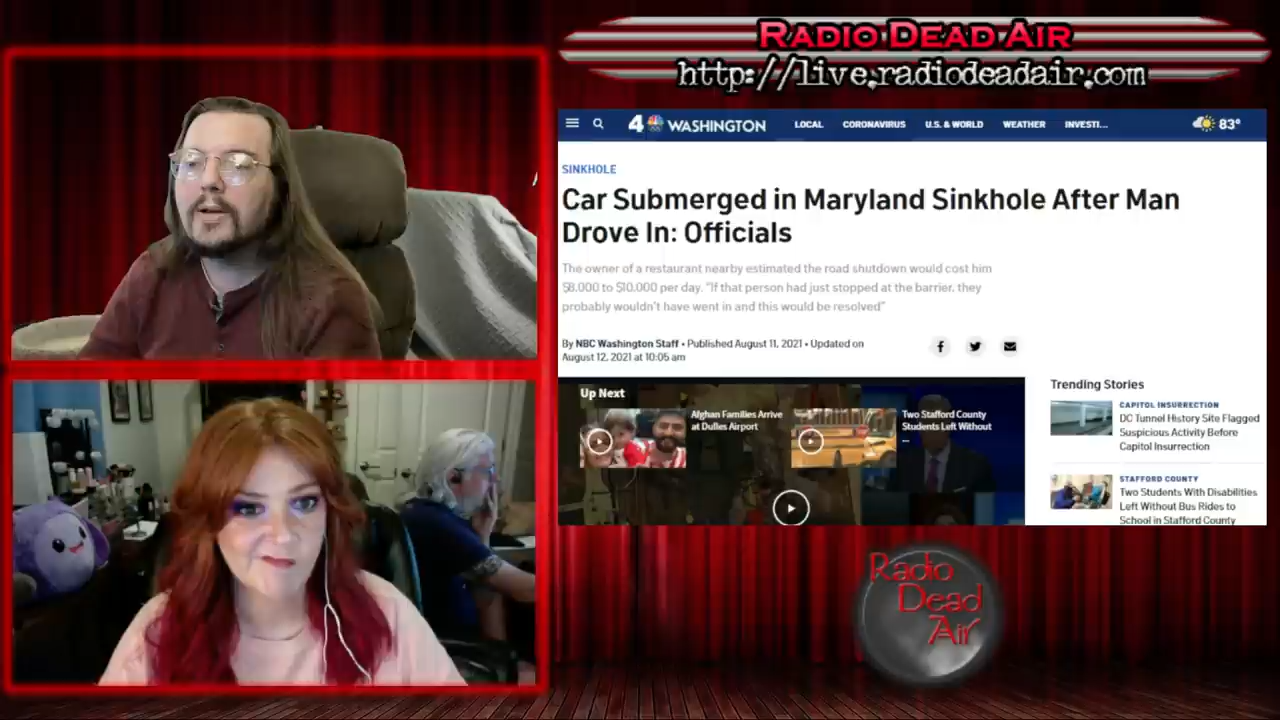 RADIO DEAD AIR
http://live.radiodeadair.com
4 WASHINGTON LOCAL CORONAVIRUS U.S. & WORLD WEATHER INVESTI... 83°
SINKHOLE
Car Submerged in Maryland Sinkhole After Man
Drove In: Officials
The owner of a restaurant nearby estimated the road shutdown would cost him
$8,000 to $10,000 per day. "If that person had just stopped at the barrier, they
probably wouldn't have went in and this would be resolved"
By NBC Washington Staff • Published August 11, 2021 • Updated on
August 12, 2021 at 10:05 am
Up Next
Afghan Families Arrive
at Dulles Airport
Two Stafford County
Students Left Without
...
Trending Stories
CAPITOL INSURRECTION
DC Tunnel History Site Flagged
Suspicious Activity Before
Capitol Insurrection
STAFFORD COUNTY
Two Students With Disabilities
Left Without Bus Rides to
School in Stafford County
Radio
Dead
Air